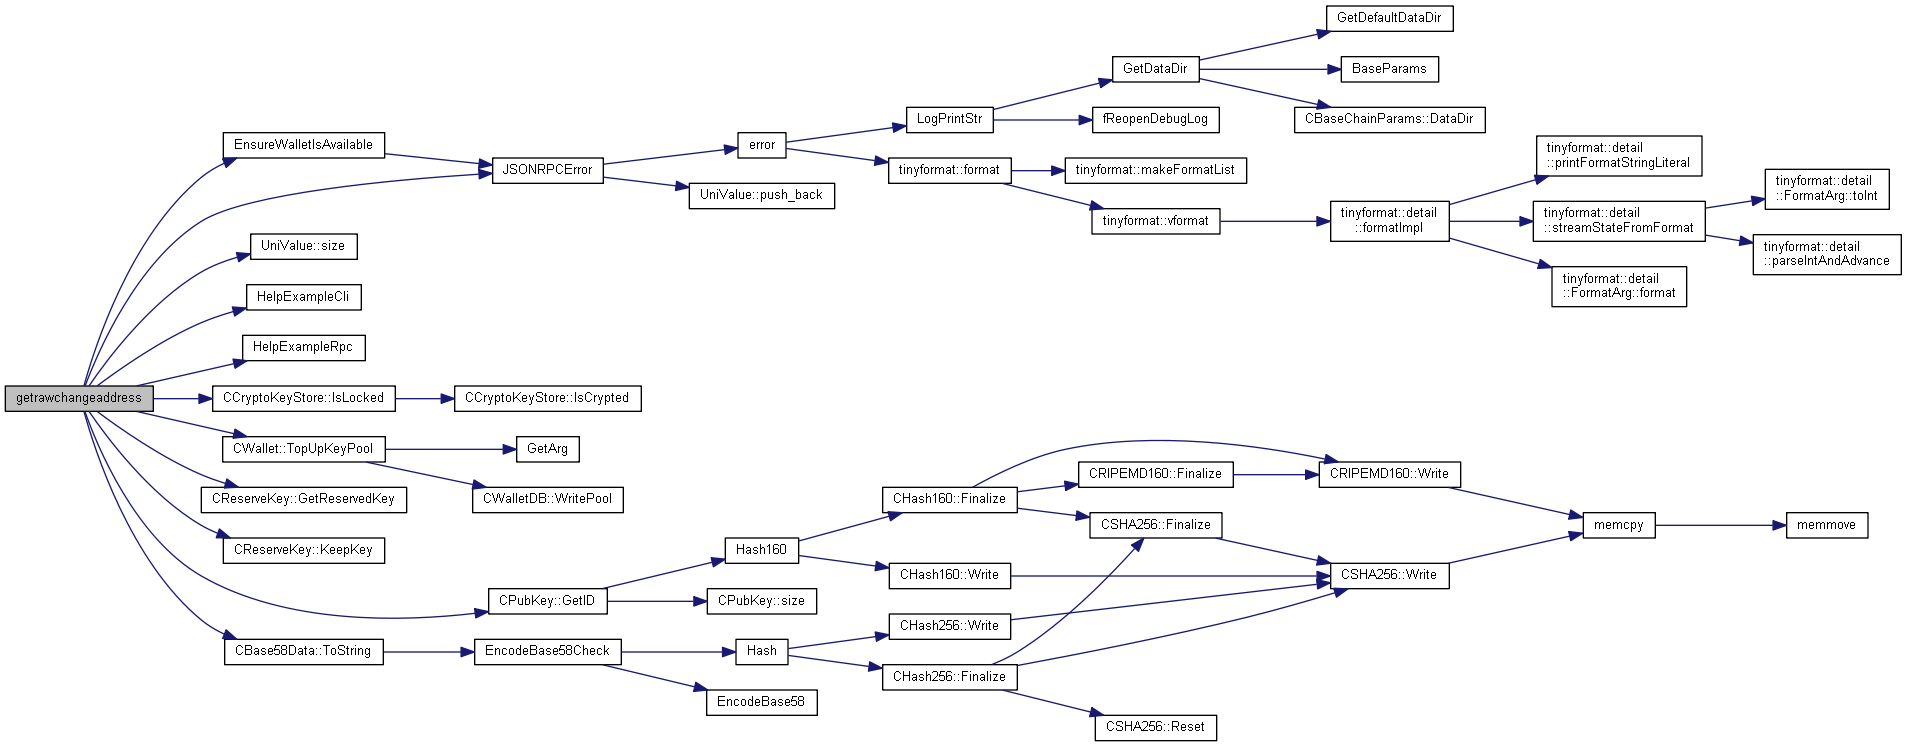 GetDefaultDataDir
GetDataDir
BaseParams
CBaseChainParams::DataDir
LogPrintStr
fReopenDebugLog
EnsureWalletIsAvailable
error
JSONRPCError
tinyformat::format
tinyformat::makeFormatList
UniValue::push_back
tinyformat::vformat
tinyformat::detail
::formatImpl
tinyformat::detail
::printFormatStringLiteral
tinyformat::detail
::streamStateFromFormat
tinyformat::detail
::FormatArg::toInt
tinyformat::detail
::parseIntAndAdvance
tinyformat::detail
::FormatArg::format
UniValue::size
HelpExampleCli
HelpExampleRpc
getrawchangeaddress
CCryptoKeyStore::IsLocked
CCryptoKeyStore::IsCrypted
CWallet::TopUpKeyPool
GetArg
CWalletDB::WritePool
CReserveKey::GetReservedKey
CReserveKey::KeepKey
CHash160::Finalize
CRIPEMD160::Finalize
CRIPEMD160::Write
CSHA256::Finalize
memcpy
memmove
Hash160
CHash160::Write
CSHA256::Write
CPubKey::GetID
CPubKey::size
CHash256::Write
CBase58Data::ToString
EncodeBase58Check
Hash
CHash256::Finalize
EncodeBase58
CSHA256::Reset